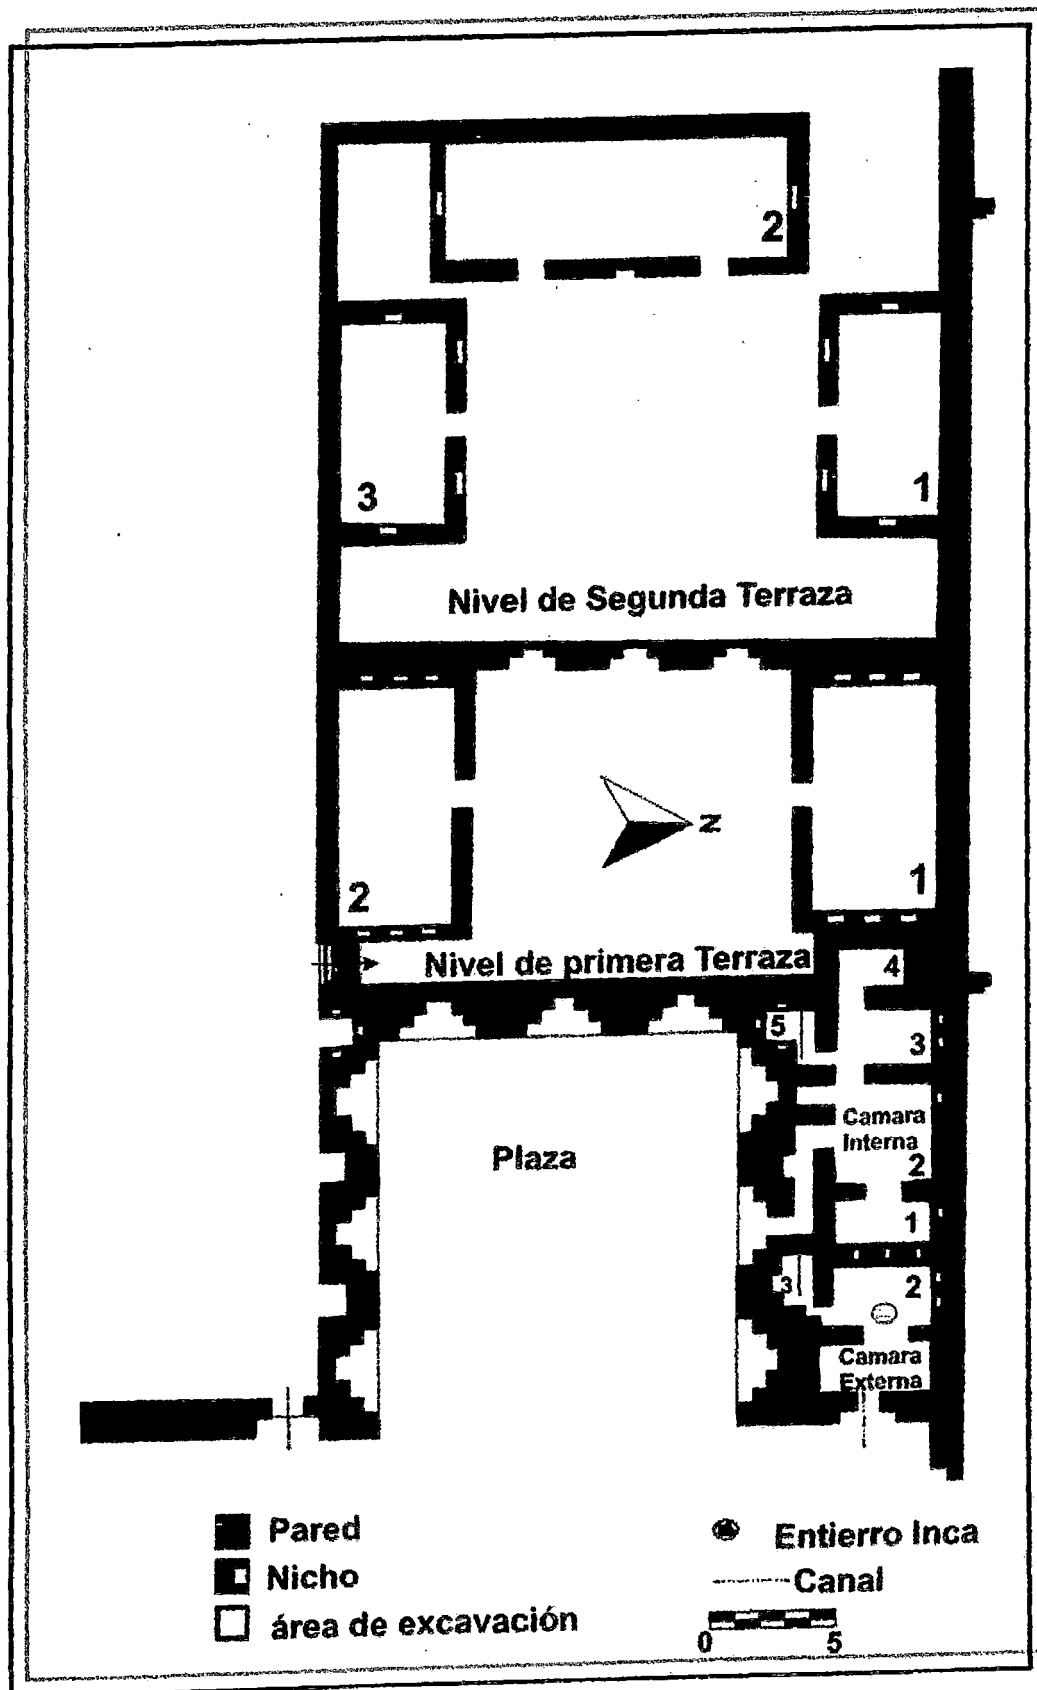 2
3
1
Nivel de Segunda Terraza
N
2
1
Nivel de primera Terraza
4
5
3
Camara
Interna
Plaza
2
1
3
2
Camara
Externa
Pared
Nicho
área de excavación
Entierro Inca
Canal
0 5